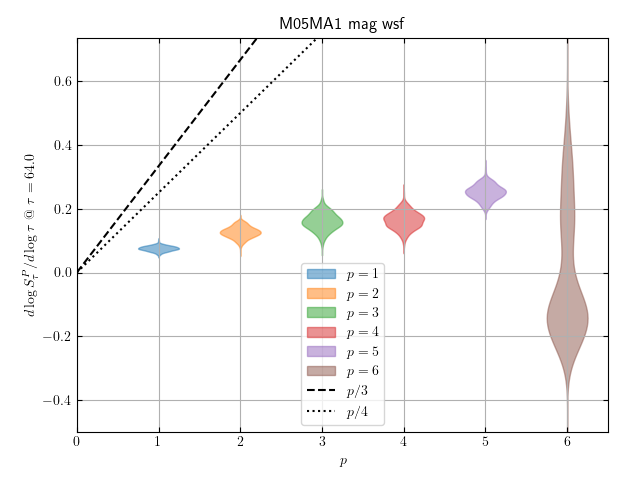 M05MA1 mag wsf
d log S_τ^P / d log τ @ τ = 64.0
0.6
0.4
0.2
0.0
−0.2
−0.4
p = 1
p = 2
p = 3
p = 4
p = 5
p = 6
p/3
p/4
0 1 2 3 4 5 6
p